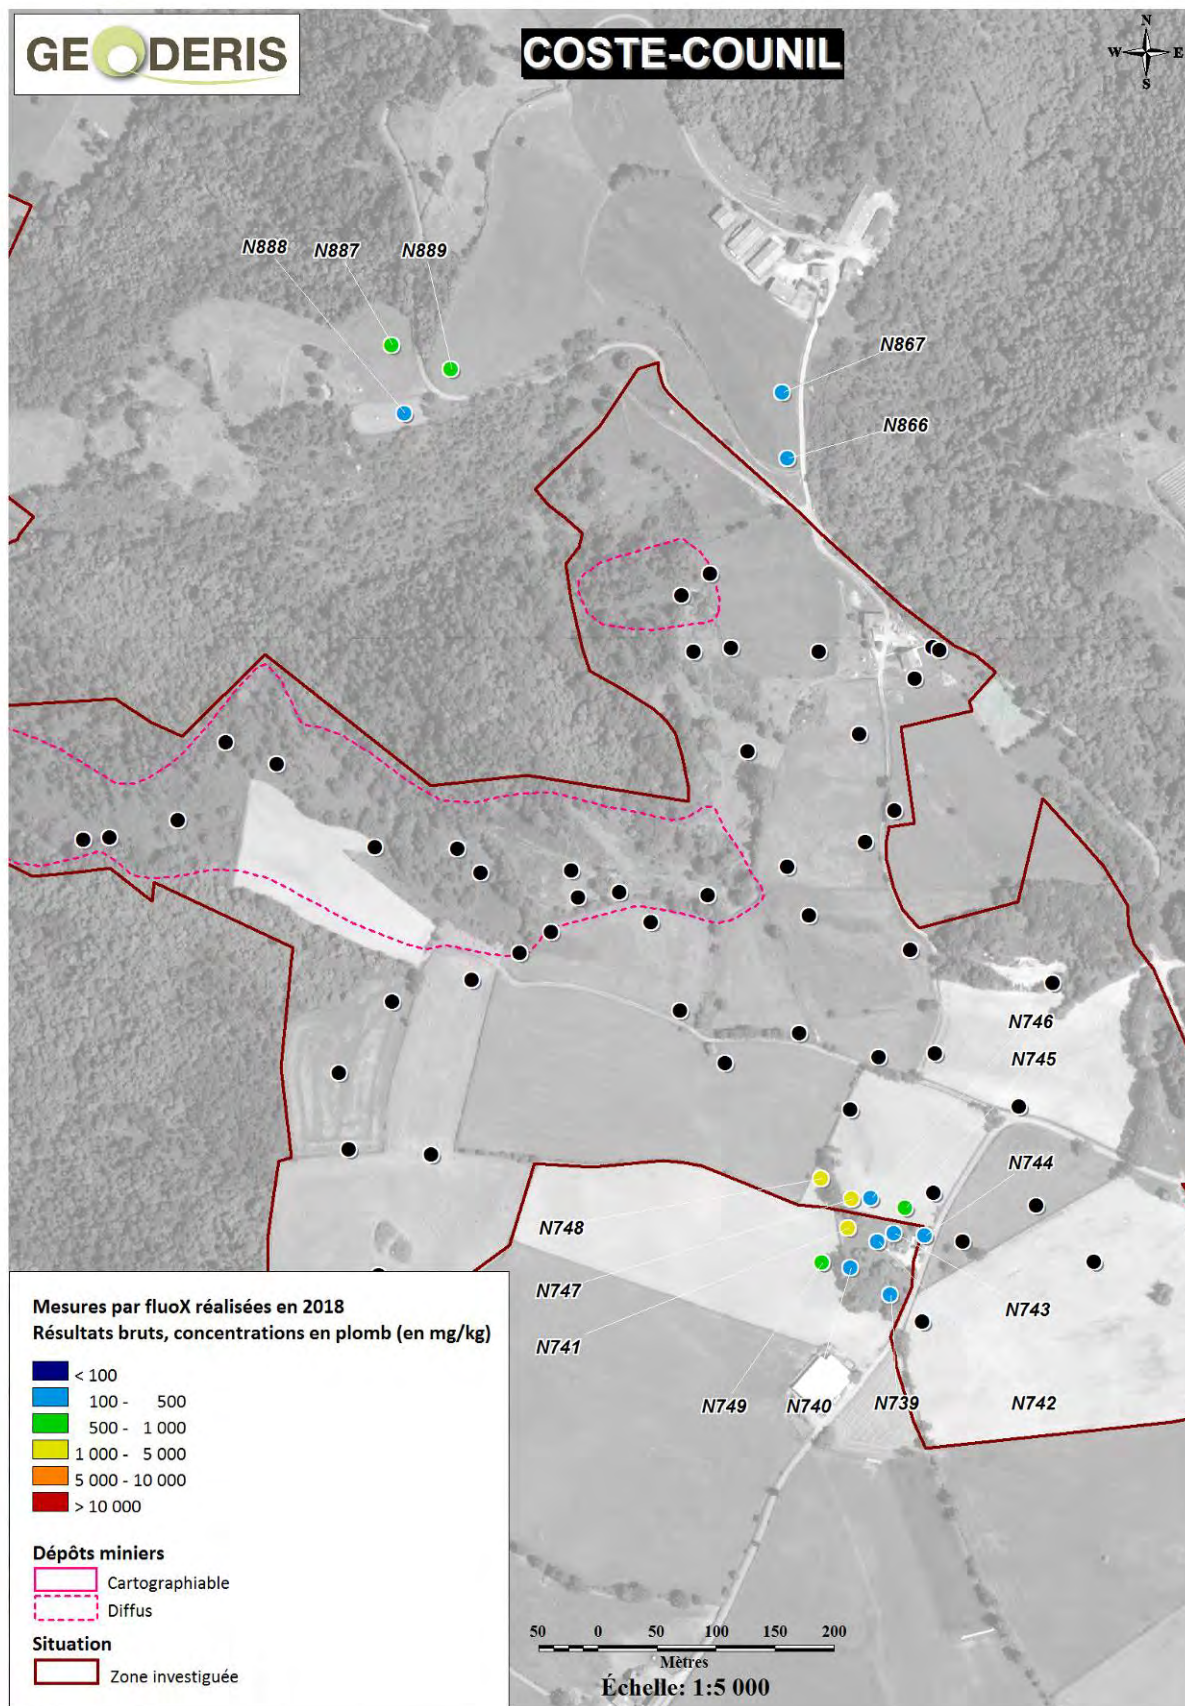 GEODERIS
COSTE-COUNIL
N
W E
S
N888
N887
N889
N867
N866
N746
N745
N744
N748
N747
N743
N741
N749
N740
N739
N742
Mesures par fluoX réalisées en 2018
Résultats bruts, concentrations en plomb (en mg/kg)
< 100
100 - 500
500 - 1 000
1 000 - 5 000
5 000 - 10 000
> 10 000
Dépôts miniers
Cartographiable
Diffus
Situation
Zone investiguée
50 0 50 100 150 200
Mètres
Échelle: 1:5 000